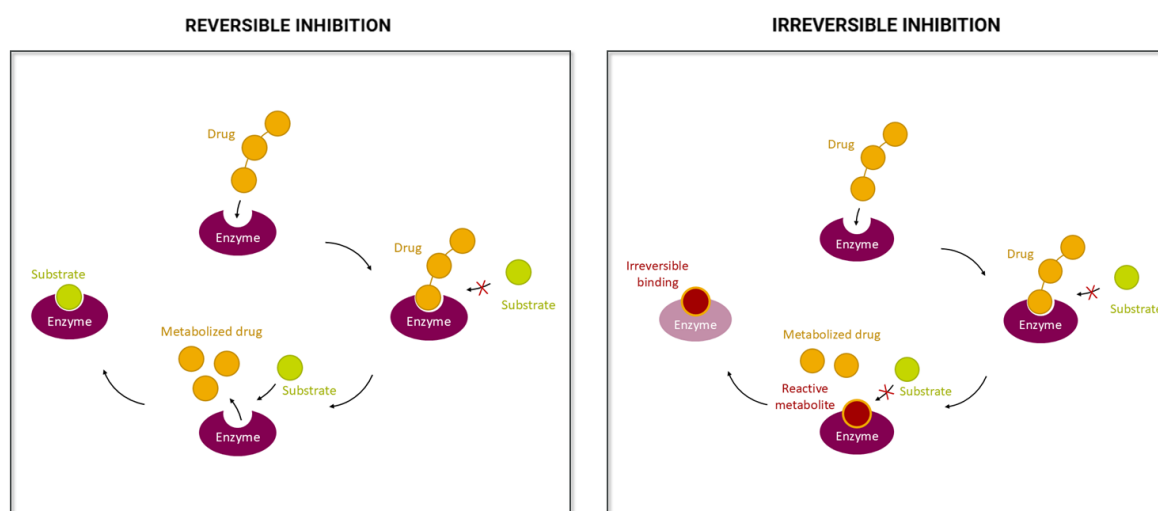 REVERSIBLE INHIBITION
Drug
Enzyme
Drug
Substrate
Enzyme
Substrate
Enzyme
Metabolized drug
Substrate
Enzyme
IRREVERSIBLE INHIBITION
Drug
Enzyme
Drug
Substrate
Enzyme
Irreversible
binding
Enzyme
Metabolized drug
Reactive
metabolite
Substrate
Enzyme